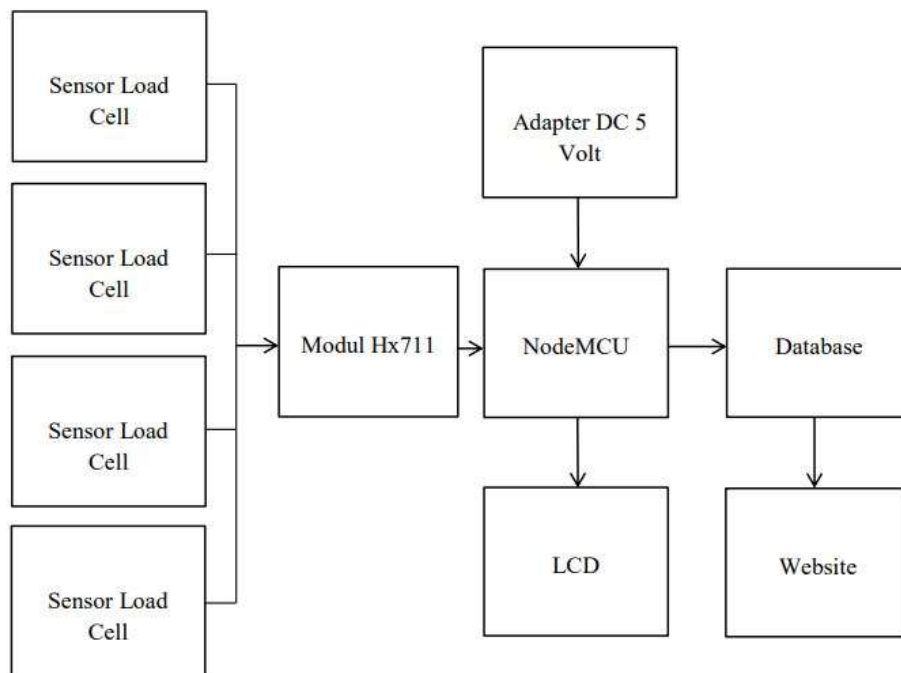 Sensor Load
Cell
Adapter DC 5
Volt
Sensor Load
Cell
Modul Hx711
NodeMCU
Database
Sensor Load
Cell
LCD
Website
Sensor Load
Cell